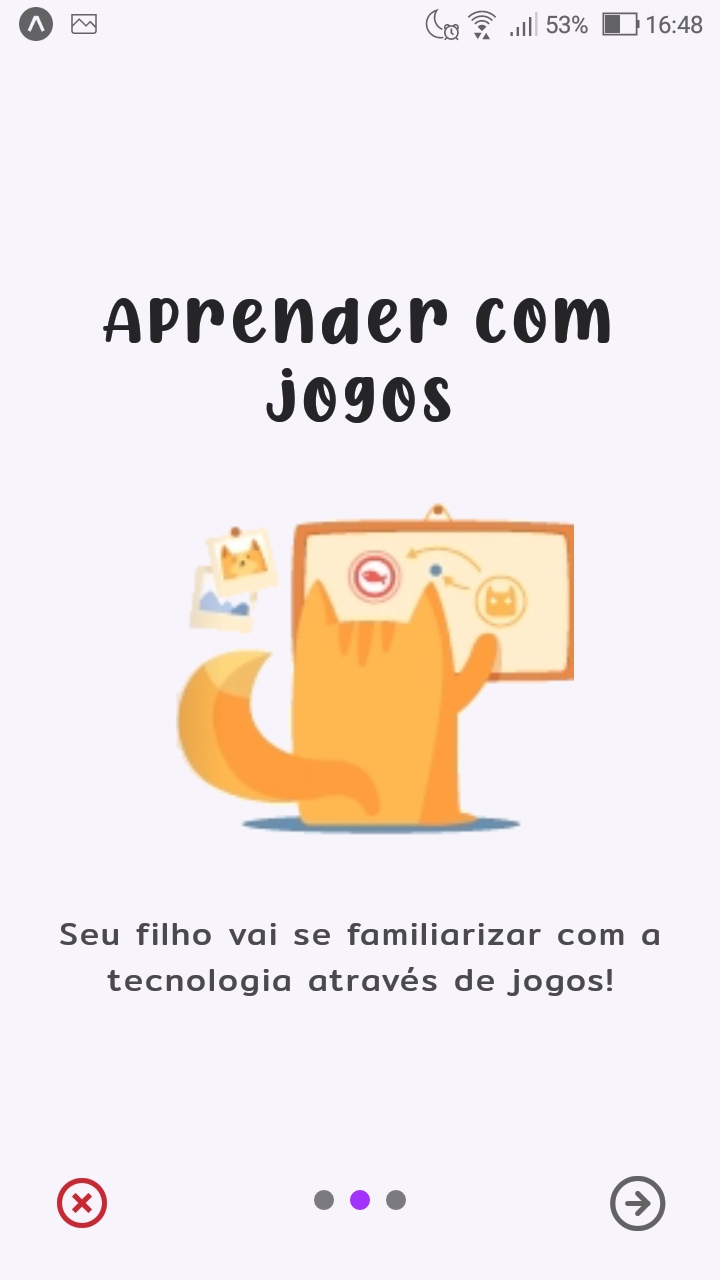 53% 16:48
Aprender com
jogos
Seu filho vai se familiarizar com a
tecnologia através de jogos!